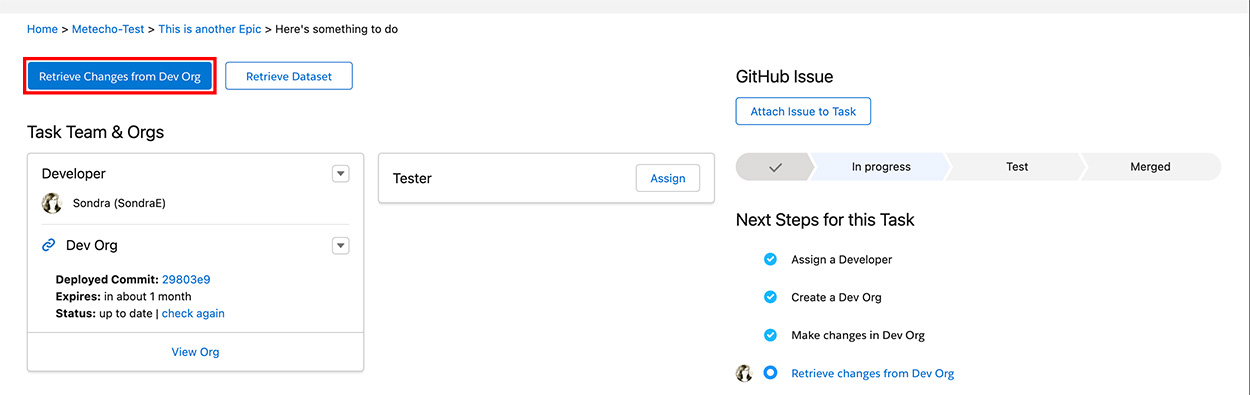 Home > Metecho-Test > This is another Epic > Here's something to do
Retrieve Changes from Dev Org
Retrieve Dataset
Task Team & Orgs
Developer
Sondra (SondraE)
Dev Org
Deployed Commit: 29803e9
Expires: in about 1 month
Status: up to date | check again
View Org
Tester
Assign
GitHub Issue
Attach Issue to Task
In progress
Test
Merged
Next Steps for this Task
Assign a Developer
Create a Dev Org
Make changes in Dev Org
Retrieve changes from Dev Org